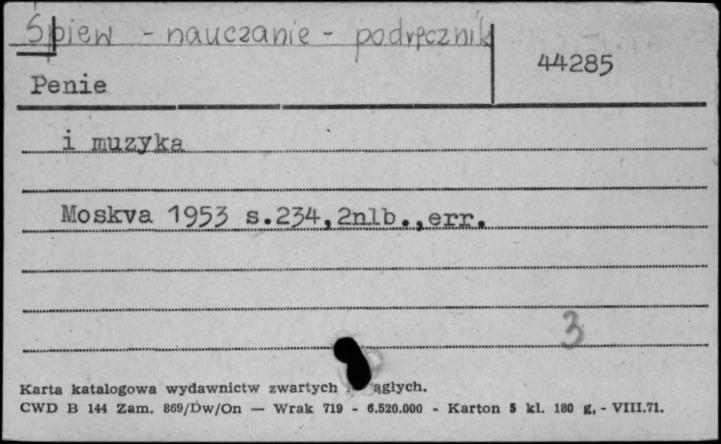 Śpiew - nauczanie - podręcznik
44285
Penie
i muzyka
Moskva 1953 s.234,2nlb.,err.
3
Karta katalogowa wydawnictw zwartych ągłych.
CWD B 144 Zam. 869/Dw/On — Wrak 719 - 6.520.000 - Karton 5 kl. 180 g, - VIII.71.